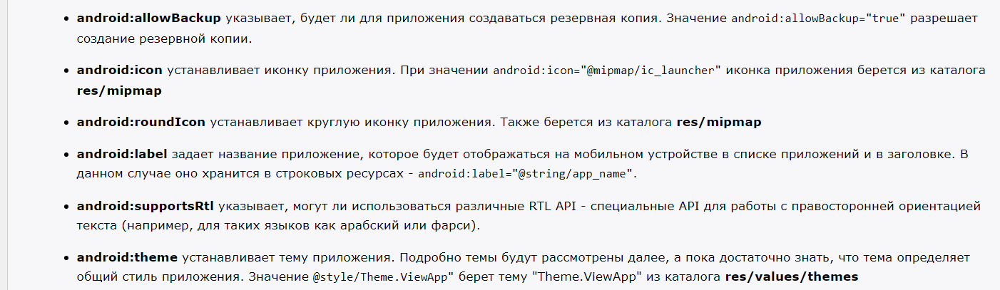 • android:allowBackup указывает, будет ли для приложения создаваться резервная копия. Значение android:allowBackup="true" разрешает
создание резервной копии.
• android:icon устанавливает иконку приложения. При значении android:icon="@mipmap/ic_launcher" иконка приложения берется из каталога
res/mipmap
• android:roundIcon устанавливает круглую иконку приложения. Также берется из каталога res/mipmap
• android:label задает название приложение, которое будет отображаться на мобильном устройстве в списке приложений и в заголовке. В
данном случае оно хранится в строковых ресурсах - android:label="@string/app_name".
• android:supportsRtl указывает, могут ли использоваться различные RTL API - специальные API для работы с правосторонней ориентацией
текста (например, для таких языков как арабский или фарси).
• android:theme устанавливает тему приложения. Подробно темы будут рассмотрены далее, а пока достаточно знать, что тема определяет
общий стиль приложения. Значение @style/Theme.ViewApp" берет тему "Theme.ViewApp" из каталога res/values/themes